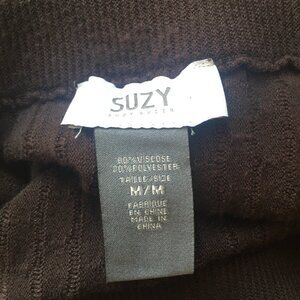 SUZY
80% VISCOSE
20% POLYESTER
TAILLE/SIZE
M/M
FABRIQUE
EN CHINE
MADE IN
CHINA